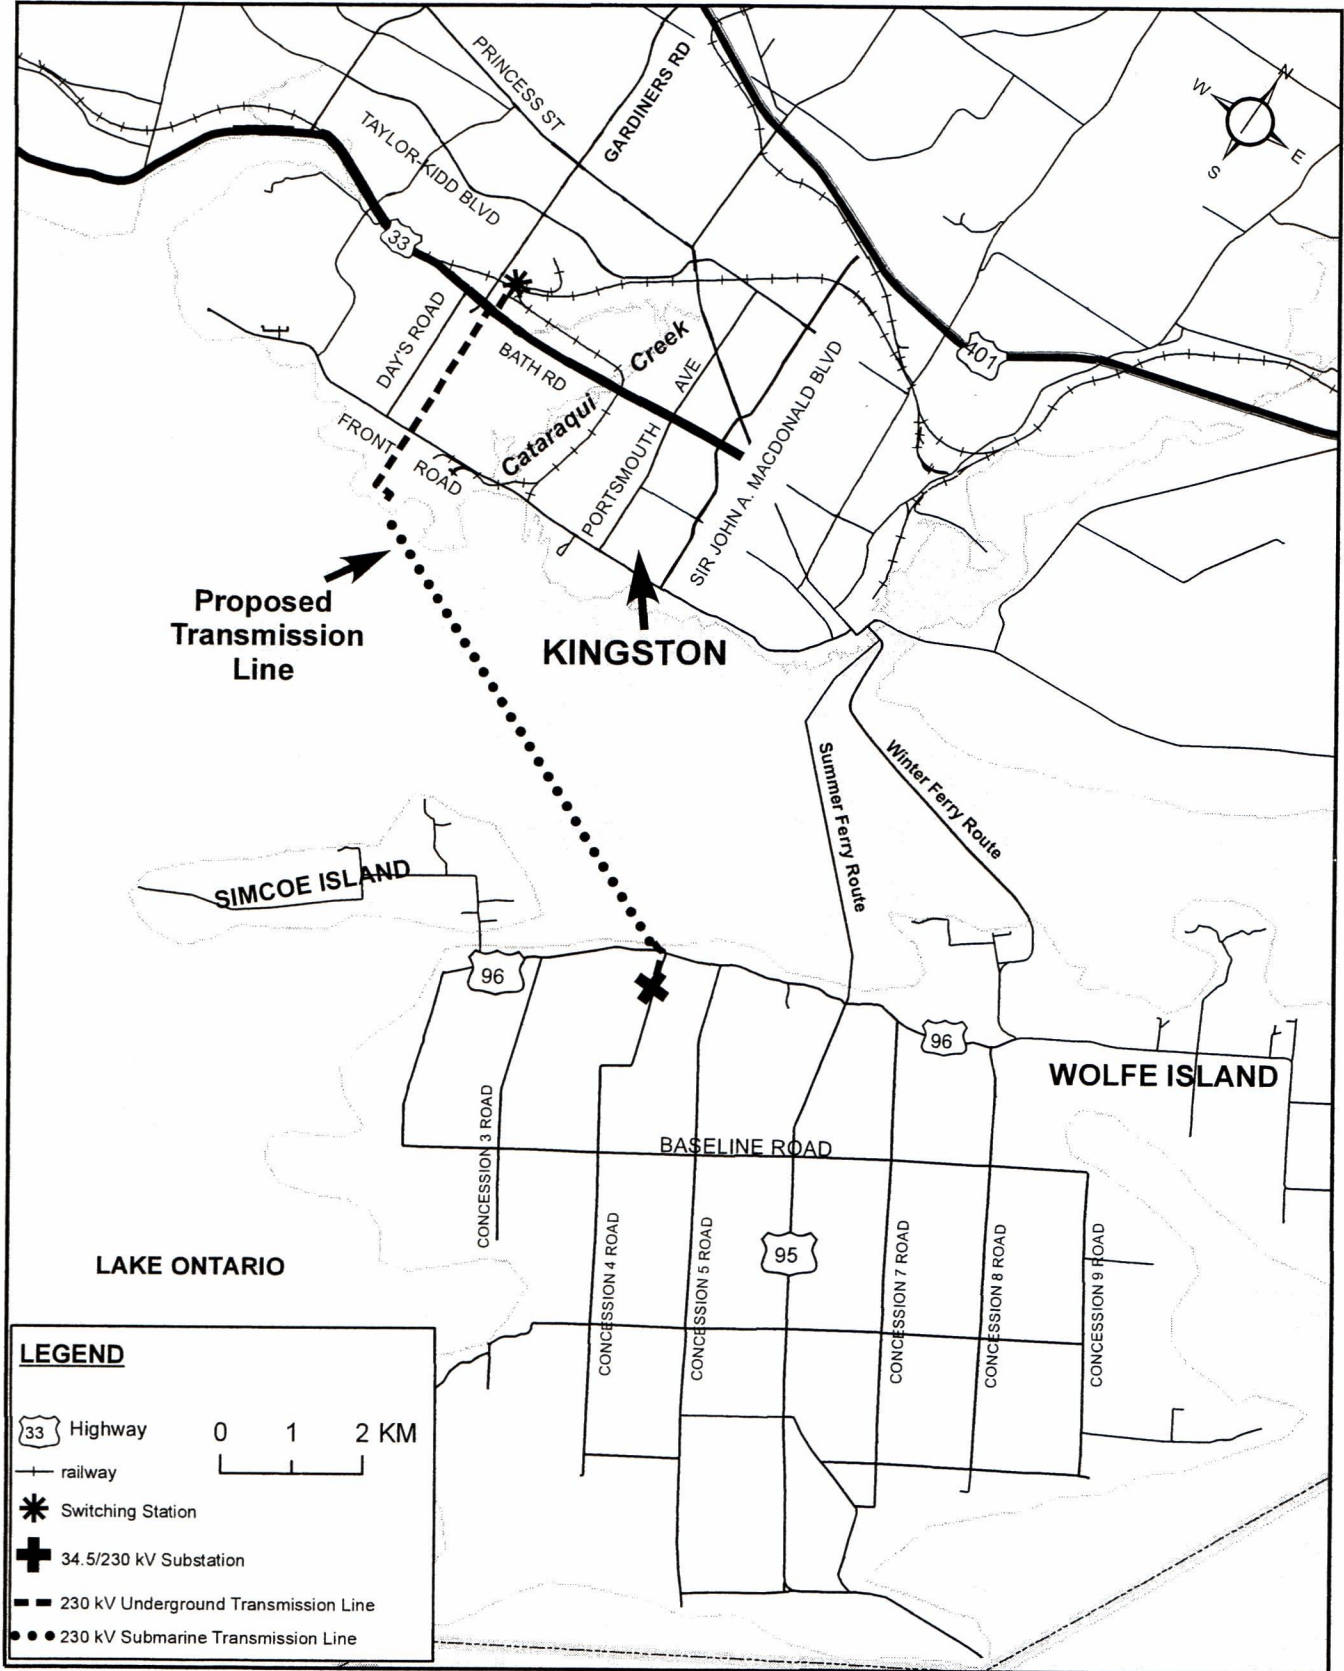 PRINCESS ST
GARDINERS RD
N
W
E
S
TAYLOR-KIDD BLVD
33
DAY'S ROAD
BATH RD
Creek
Cataraqui
AVE
PORTSMOUTH
401
SIR JOHN A. MACDONALD BLVD
FRONT
ROAD
Proposed
Transmission
Line
KINGSTON
Summer Ferry Route
Winter Ferry Route
SIMCOE ISLAND
96
96
WOLFE ISLAND
CONCESSION 3 ROAD
BASELINE ROAD
CONCESSION 4 ROAD
CONCESSION 5 ROAD
95
CONCESSION 7 ROAD
CONCESSION 8 ROAD
CONCESSION 9 ROAD
LAKE ONTARIO
LEGEND
33 Highway
0 1 2 KM
railway
Switching Station
34.5/230 kV Substation
230 kV Underground Transmission Line
230 kV Submarine Transmission Line